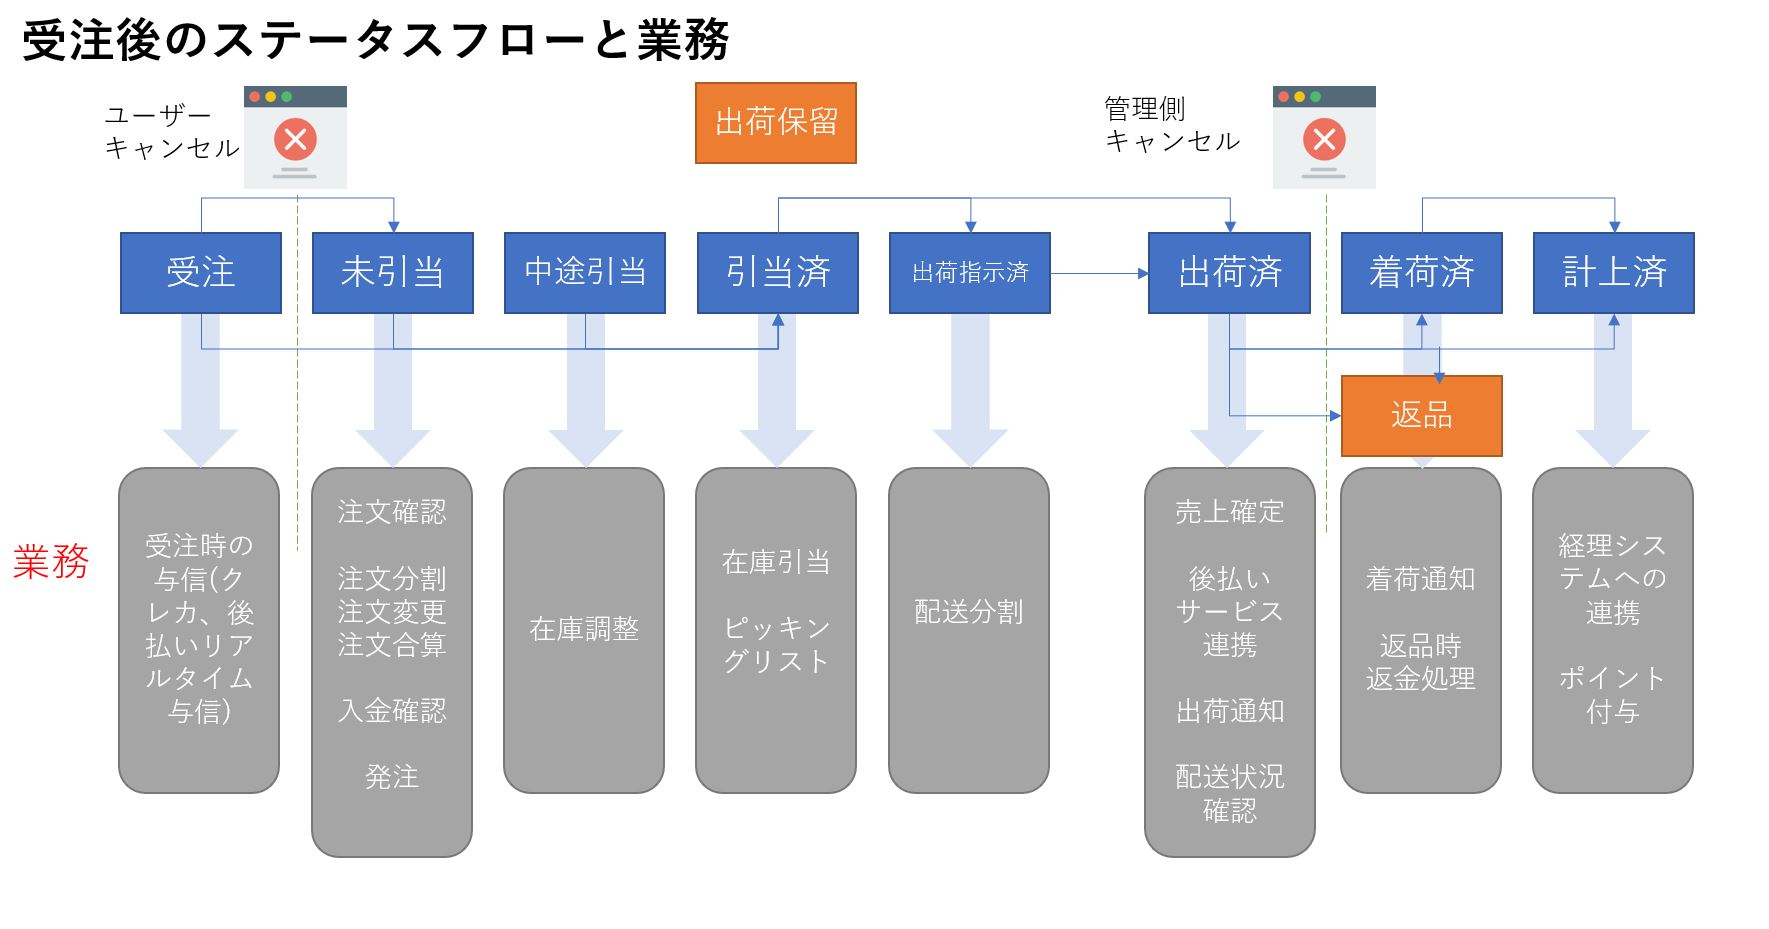 受注後のステータスフローと業務
ユーザー
キャンセル
出荷保留
管理側
キャンセル
受注
未引当
中途引当
引当済
出荷指示済
出荷済
着荷済
計上済
返品
業務
受注時の
与信(ク
レカ、後
払いリア
ルタイム
与信)
注文確認
注文分割
注文変更
注文合算
入金確認
発注
在庫調整
在庫引当
ピッキン
グリスト
配送分割
売上確定
後払い
サービス
連携
出荷通知
配送状況
確認
着荷通知
返品時
返金処理
経理シス
テムへの
連携
ポイント
付与